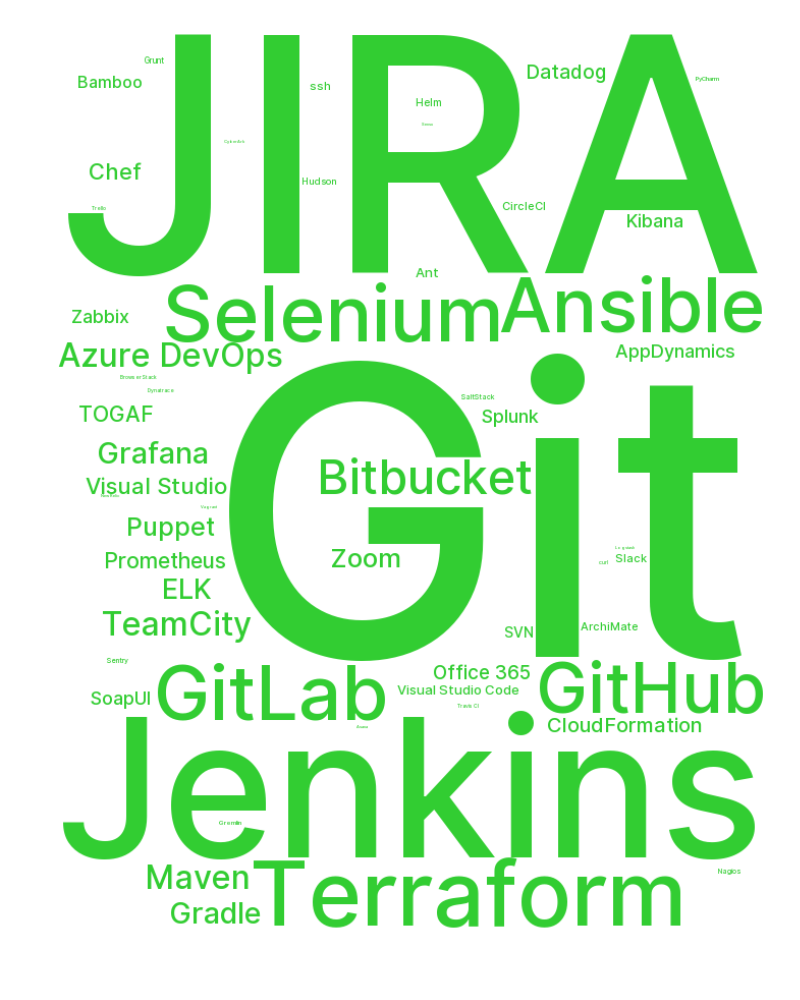 JIRA
Grunt
Bamboo
ssh
Datadog
PyCharm
Helm
Chef
Hudson
Trello
CircleCI
Kibana
Ant
Selenium
Ansible
Zabbix
Azure DevOps
AppDynamics
BrowserStack
Dynatrace
SaltStack
TOGAF
Splunk
Git
Grafana
Bitbucket
Visual Studio
Puppet
Zoom
Prometheus
Slack
curl
ELK
TeamCity
SVN
ArchiMate
Sentry
GitLab
Office 365
GitHub
Visual Studio Code
SoapUI
Travis CI
CloudFormation
Jenkins
Gremlin
Nagios
Maven
Terraform
Gradle